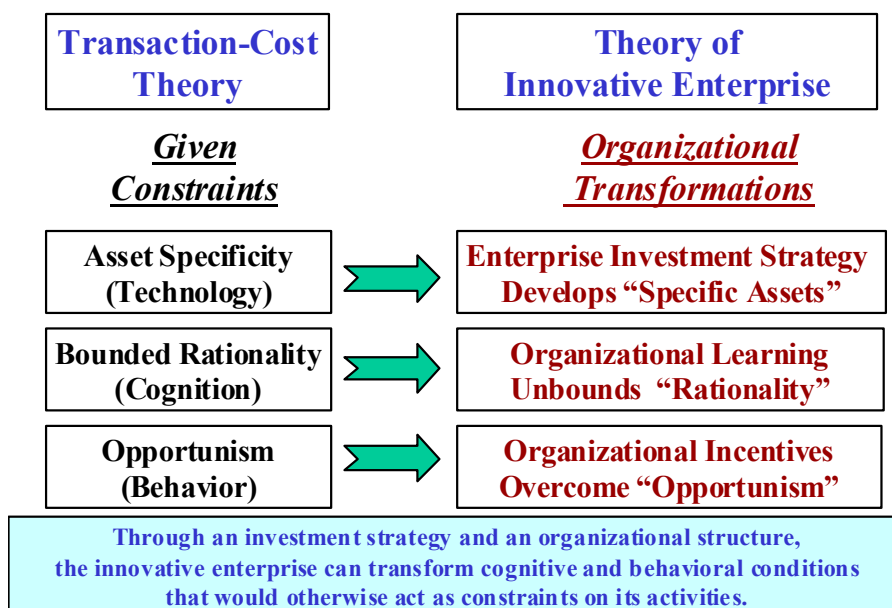 Transaction-Cost
Theory
Theory of
Innovative Enterprise
Given
Constraints
Organizational
Transformations
Asset Specificity
(Technology)
Enterprise Investment Strategy
Develops “Specific Assets”
Bounded Rationality
(Cognition)
Organizational Learning
Unbounds “Rationality”
Opportunism
(Behavior)
Organizational Incentives
Overcome “Opportunism”
Through an investment strategy and an organizational structure,
the innovative enterprise can transform cognitive and behavioral conditions
that would otherwise act as constraints on its activities.